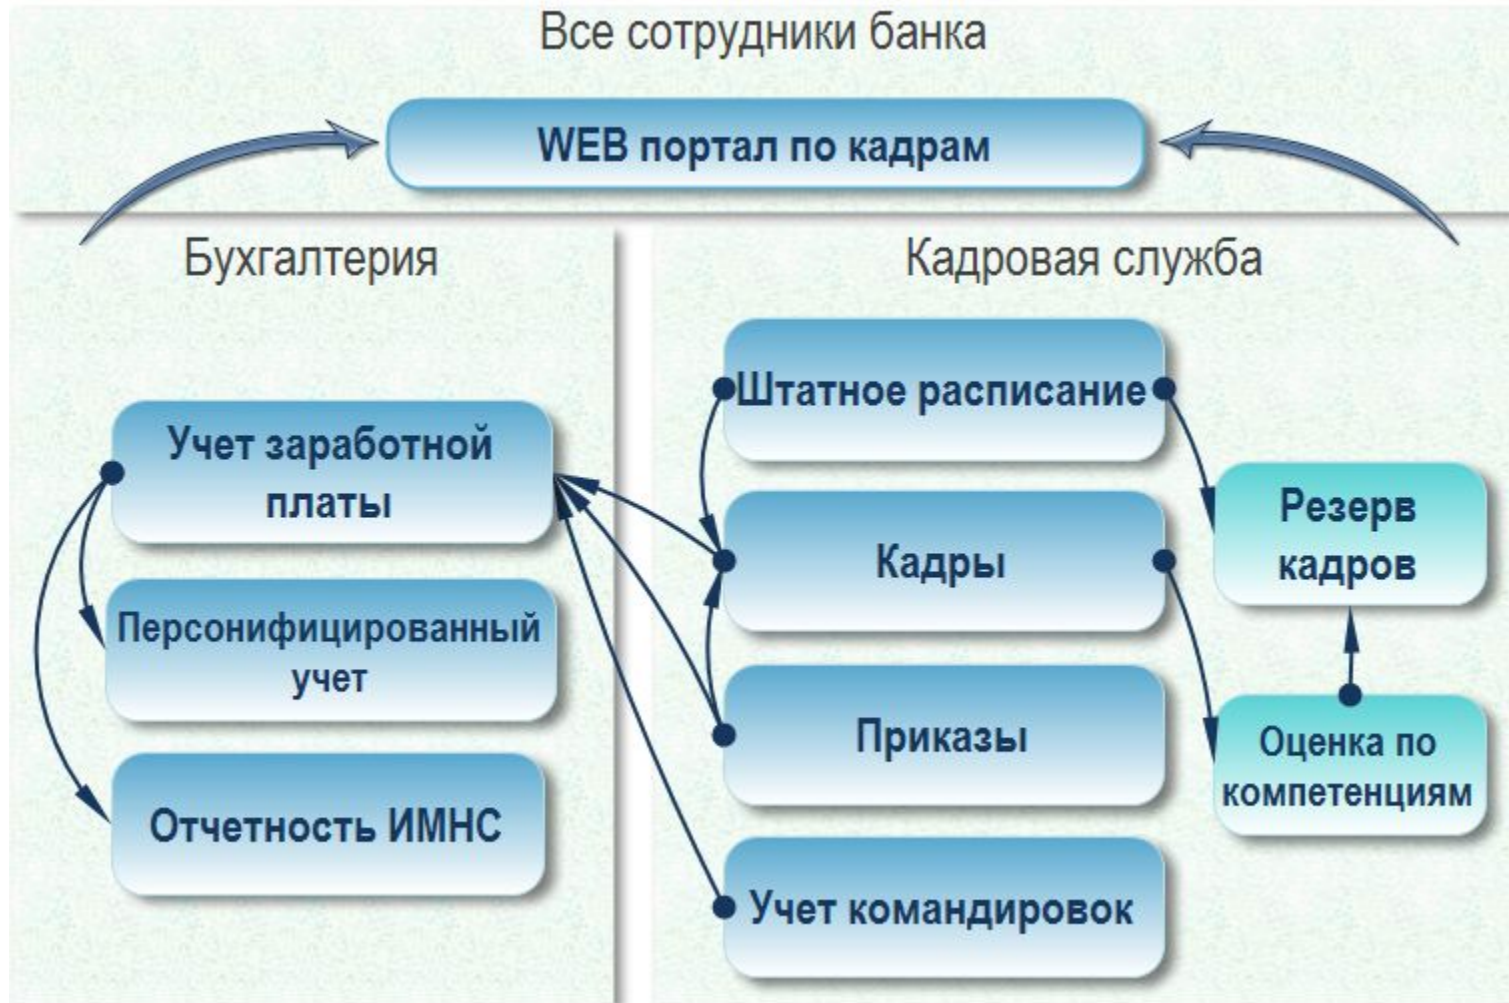 Все сотрудники банка
WEB портал по кадрам
Бухгалтерия
Учет заработной
платы
Персонифицированный
учет
Отчетность ИМНС
Кадровая служба
Штатное расписание
Кадры
Приказы
Учет командировок
Резерв
кадров
Оценка по
компетенциям